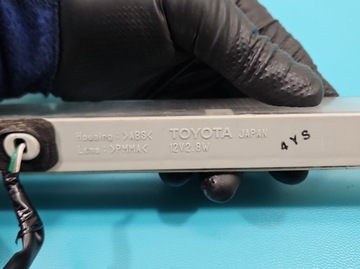 Housing: >ABS< TOYOTA JAPAN
Lens: >PMMA< 12V2.8W
4YS